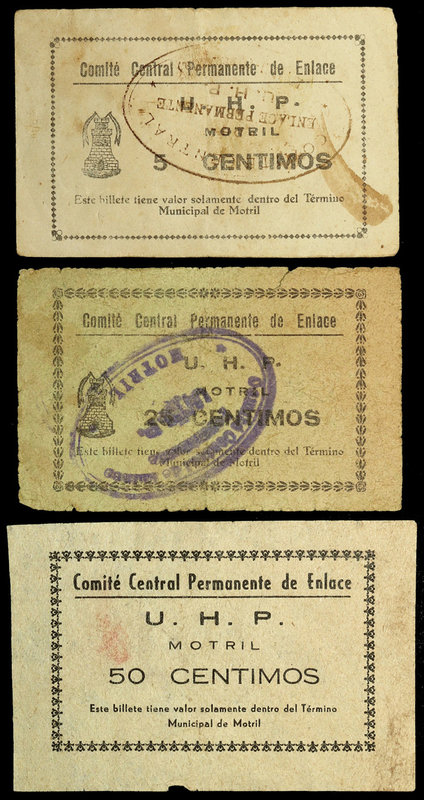 Comité Central Permanente de Enlace
U. H. P.
MOTRIL
5 CENTIMOS
Este billete tiene valor solamente dentro del Término
Municipal de Motril
ENLACE PERMANENTE
U. H. P.
Comité Central Permanente de Enlace
U. H. P.
MOTRIL
25 CENTIMOS
Este billete tiene valor solamente dentro del Término
Municipal de Motril
MOTRIL
Comité Central Permanente de Enlace
U. H. P.
MOTRIL
50 CENTIMOS
Este billete tiene valor solamente dentro del Término
Municipal de Motril